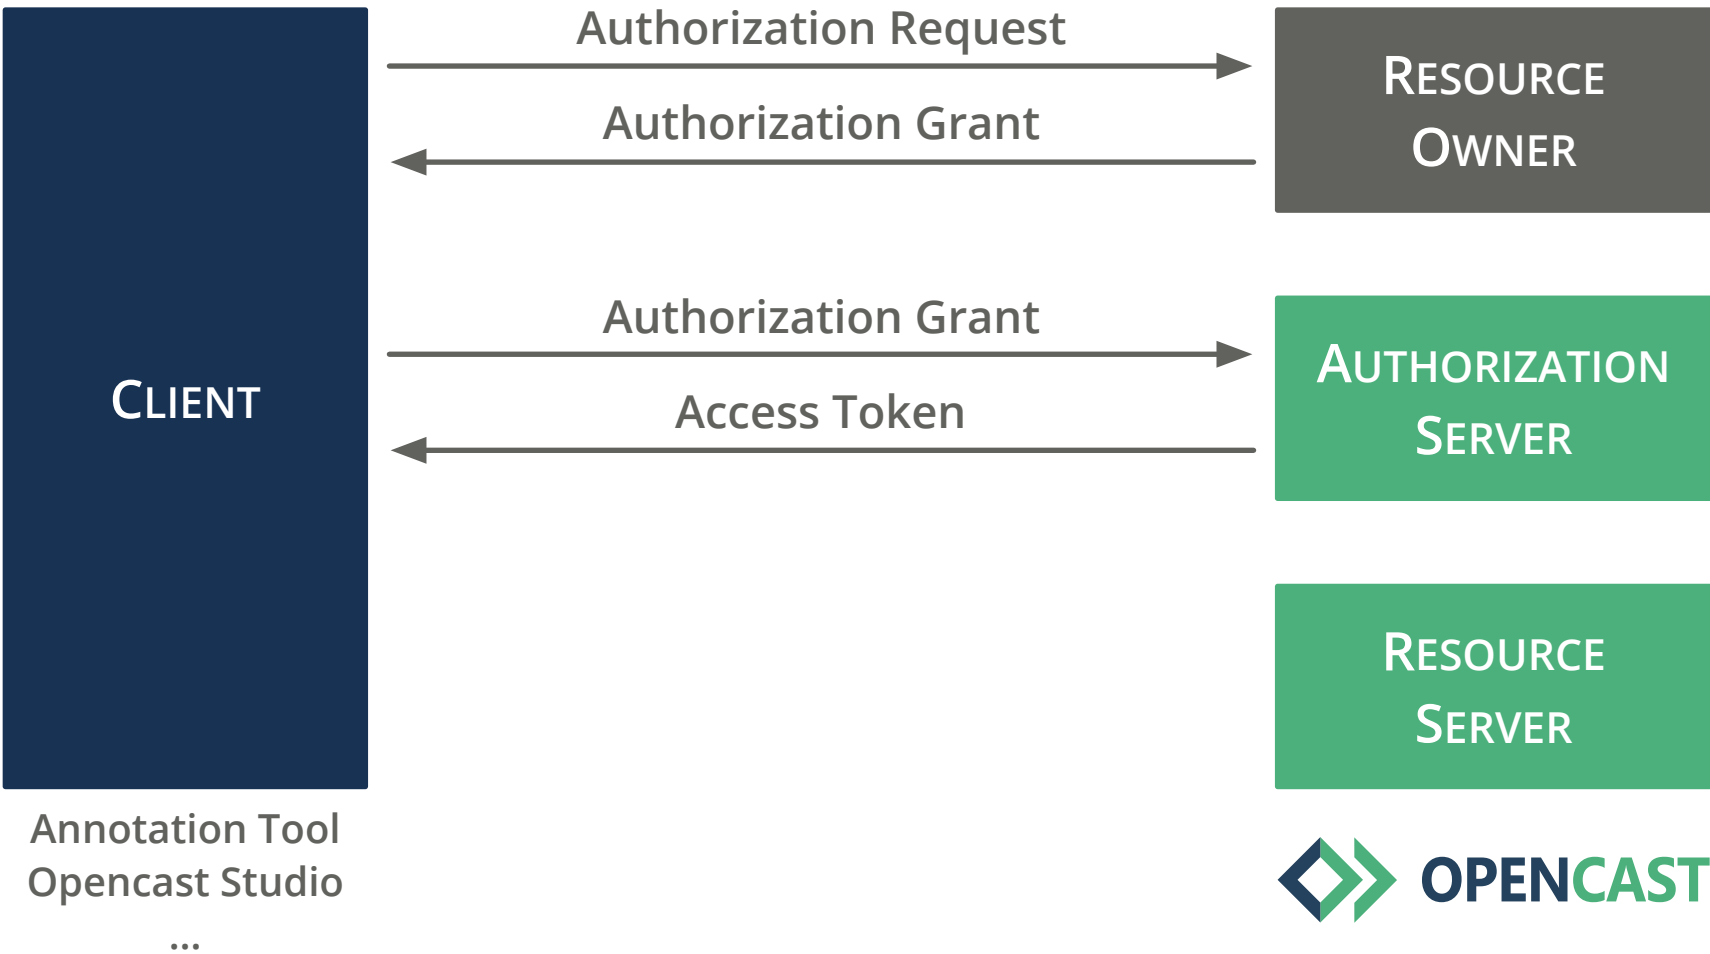 Authorization Request
Authorization Grant
RESOURCE
OWNER
Authorization Grant
Access Token
CLIENT
AUTHORIZATION
SERVER
RESOURCE
SERVER
Annotation Tool
Opencast Studio
...
OPENCAST